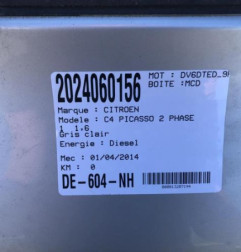 2024060156
MOT : DV6DTED_9H
BOITE :MCD
Marque : CITROEN
Modele : C4 PICASSO 2 PHASE
1 1.6
Gris clair
Energie : Diesel
Mec : 01/04/2014
KM : 0
DE-604-NH